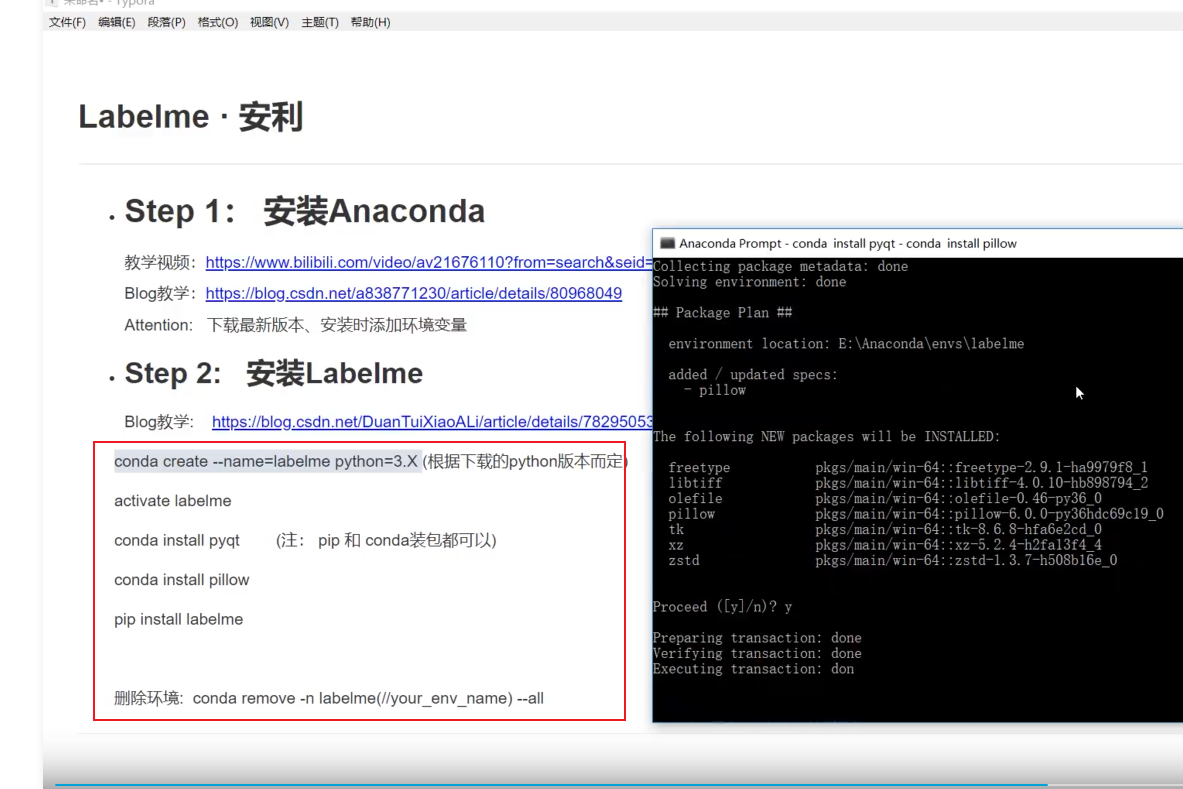 未命名• - Typora
文件(F) 编辑(E) 段落(P) 格式(O) 视图(V) 主题(T) 帮助(H)
Labelme · 安利
Step 1： 安装Anaconda
教学视频：https://www.bilibili.com/video/av21676110?from=search&seid=
Blog教学：https://blog.csdn.net/a838771230/article/details/80968049
Attention: 下载最新版本、安装时添加环境变量
Step 2: 安装Labelme
Blog教学: https://blog.csdn.net/DuanTuiXiaoALi/article/details/78295053
conda create --name=labelme python=3.X (根据下载的python版本而定)
activate labelme
conda install pyqt (注： pip 和 conda装包都可以)
conda install pillow
pip install labelme
删除环境: conda remove -n labelme(//your_env_name) --all
Anaconda Prompt - conda install pyqt - conda install pillow
Collecting package metadata: done
Solving environment: done
## Package Plan ##
environment location: E:\Anaconda\envs\labelme
added / updated specs:
- pillow
The following NEW packages will be INSTALLED:
freetype pkgs/main/win-64::freetype-2.9.1-ha9979f8_1
libtiff pkgs/main/win-64::libtiff-4.0.10-hb898794_2
olefile pkgs/main/win-64::olefile-0.46-py36_0
pillow pkgs/main/win-64::pillow-6.0.0-py36hdc69c19_0
tk pkgs/main/win-64::tk-8.6.8-hfa6e2cd_0
xz pkgs/main/win-64::xz-5.2.4-h2fa13f4_4
zstd pkgs/main/win-64::zstd-1.3.7-h508b16e_0
Proceed ([y]/n)? y
Preparing transaction: done
Verifying transaction: done
Executing transaction: don